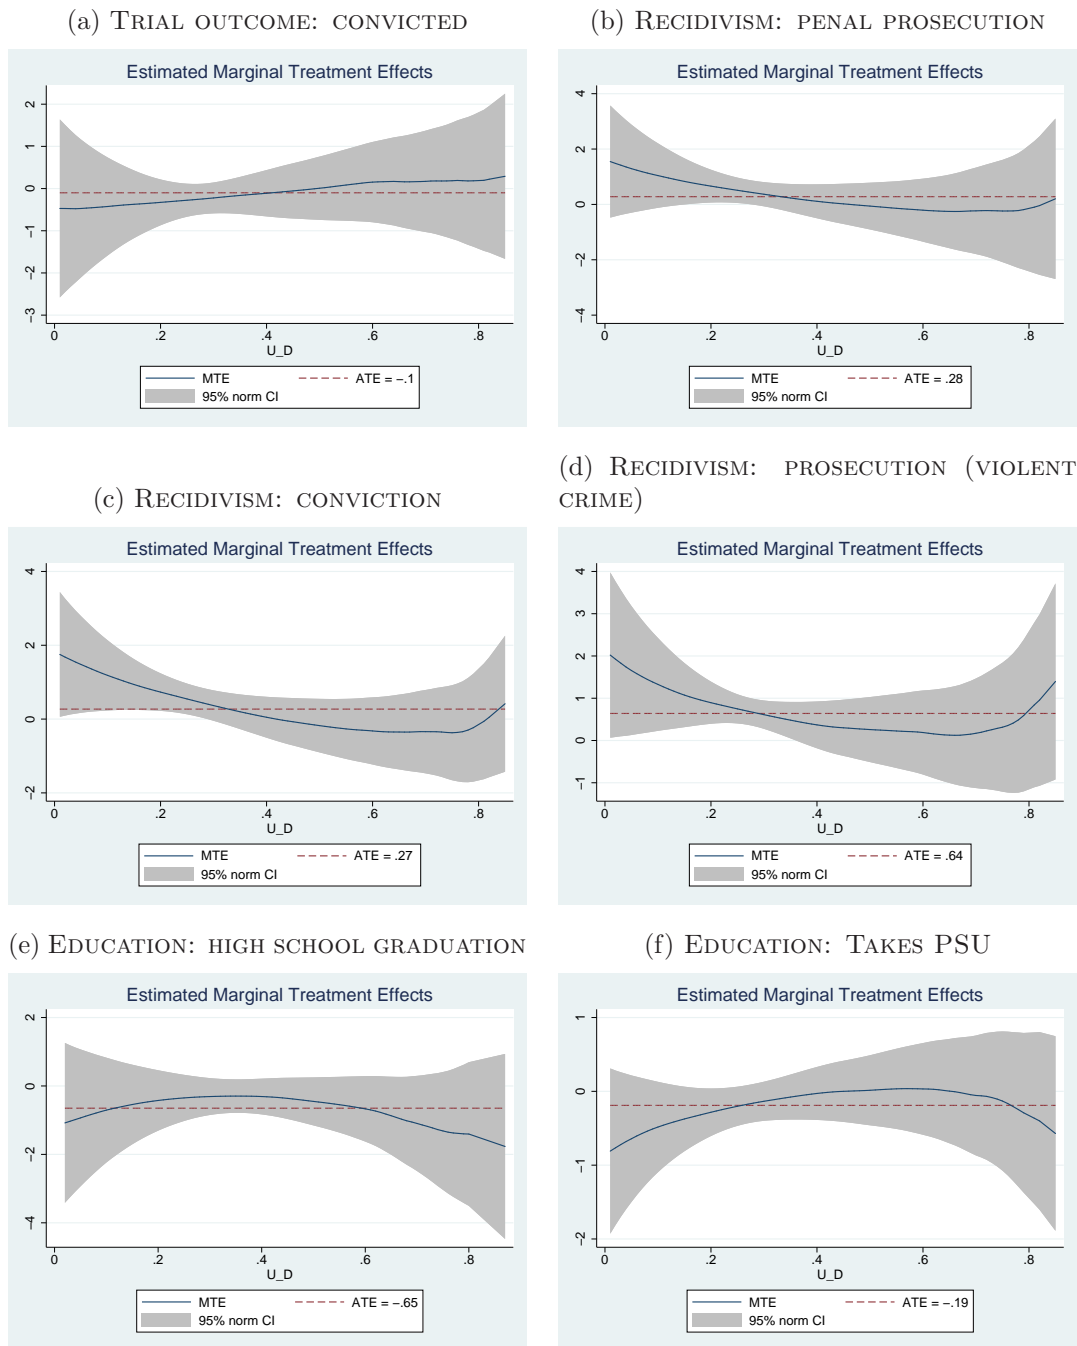 (a) Trial outcome: convicted
Estimated Marginal Treatment Effects
2
1
0
−1
−2
−3
0 .2 .4 .6 .8
U_D
MTE ATE = −.1
95% norm CI
(b) Recidivism: penal prosecution
Estimated Marginal Treatment Effects
4
2
0
−2
−4
0 .2 .4 .6 .8
U_D
MTE ATE = .28
95% norm CI
(c) Recidivism: conviction
Estimated Marginal Treatment Effects
4
2
0
−2
0 .2 .4 .6 .8
U_D
MTE ATE = .27
95% norm CI
(d) Recidivism: prosecution (violent
crime)
Estimated Marginal Treatment Effects
4
3
2
1
0
−1
0 .2 .4 .6 .8
U_D
MTE ATE = .64
95% norm CI
(e) Education: high school graduation
Estimated Marginal Treatment Effects
2
0
−2
−4
0 .2 .4 .6 .8
U_D
MTE ATE = −.65
95% norm CI
(f) Education: Takes PSU
Estimated Marginal Treatment Effects
1
0
−1
−2
0 .2 .4 .6 .8
U_D
MTE ATE = −.19
95% norm CI